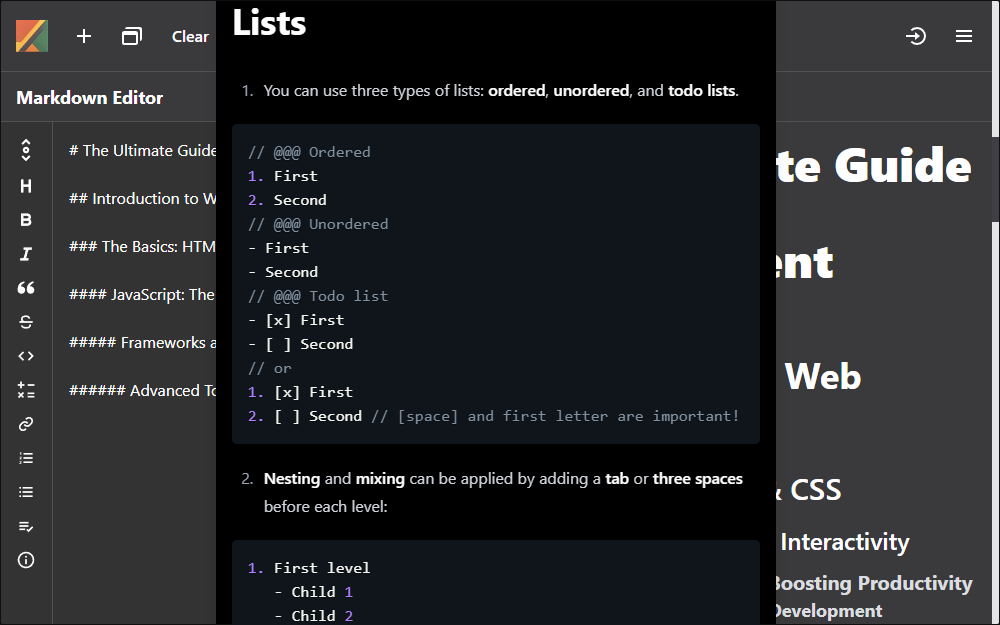 Clear
Markdown Editor
# The Ultimate Guide
## Introduction to W
### The Basics: HTM
#### JavaScript: The
##### Frameworks a
###### Advanced To
Lists
1. You can use three types of lists: ordered, unordered, and todo lists.
// @@@ Ordered
1. First
2. Second
// @@@ Unordered
- First
- Second
// @@@ Todo list
- [x] First
- [ ] Second
// or
1. [x] First
2. [ ] Second // [space] and first letter are important!
2. Nesting and mixing can be applied by adding a tab or three spaces
before each level:
1. First level
- Child 1
- Child 2
te Guide
ent
Web
& CSS
Interactivity
Boosting Productivity
Development